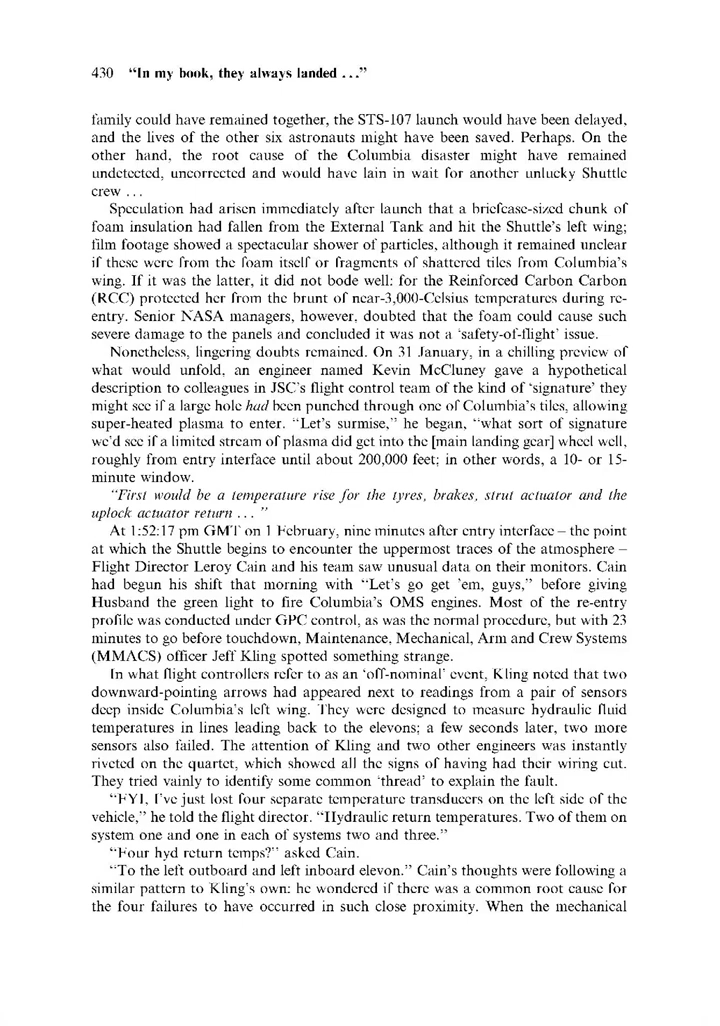 430 “In my book, they always landed ...”
family could have remained together, the STS-107 launch would have been delayed,
and the lives of the other six astronauts might have been saved. Perhaps. On the
other hand, the root cause of the Columbia disaster might have remained
undetected, uncorrected and would have lain in wait for another unlucky Shuttle
crew ...
Speculation had arisen immediately after launch that a briefcase-sized chunk of
foam insulation had fallen from the External Tank and hit the Shuttle's left wing;
film footage showed a spectacular shower of particles, although it remained unclear
if these were from the foam itself or fragments of shattered tiles from Columbia's
wing. If it was the latter, it did not bode well: for the Reinforced Carbon Carbon
(RCC) protected her from the brunt of near-3,000-Celsius temperatures during re-
entry. Senior NASA managers, however, doubted that the foam could cause such
severe damage to the panels and concluded it was not a ‘safety-of-flight’ issue.
Nonetheless, lingering doubts remained. On 31 January, in a chilling preview of
what would unfold, an engineer named Kevin McCluney gave a hypothetical
description to colleagues in JSC's flight control team of the kind of ‘signature’ they
might see if a large hole had been punched through one of Columbia's tiles, allowing
super-heated plasma to enter. “Let's surmise,” he began, “what sort of signature
we'd see if a limited stream of plasma did get into the [main landing gear] wheel well,
roughly from entry interface until about 200,000 feet; in other words, a 10- or 15-
minute window.
“First would be a temperature rise for the tyres, brakes, strut actuator and the
uplock actuator return ... ”
At 1:52:17 pm GMT on 1 February, nine minutes after entry interface – the point
at which the Shuttle begins to encounter the uppermost traces of the atmosphere –
Flight Director Leroy Cain and his team saw unusual data on their monitors. Cain
had begun his shift that morning with “Let's go get 'em, guys,” before giving
Husband the green light to fire Columbia's OMS engines. Most of the re-entry
profile was conducted under GPC control, as was the normal procedure, but with 23
minutes to go before touchdown, Maintenance, Mechanical, Arm and Crew Systems
(MMACS) officer Jeff Kling spotted something strange.
In what flight controllers refer to as an ‘off-nominal’ event, Kling noted that two
downward-pointing arrows had appeared next to readings from a pair of sensors
deep inside Columbia's left wing. They were designed to measure hydraulic fluid
temperatures in lines leading back to the elevons; a few seconds later, two more
sensors also failed. The attention of Kling and two other engineers was instantly
riveted on the quartet, which showed all the signs of having had their wiring cut.
They tried vainly to identify some common ‘thread’ to explain the fault.
“FYI, I've just lost four separate temperature transducers on the left side of the
vehicle,” he told the flight director. “Hydraulic return temperatures. Two of them on
system one and one in each of systems two and three.”
“Four hyd return temps?” asked Cain.
“To the left outboard and left inboard elevon.” Cain's thoughts were following a
similar pattern to Kling's own: he wondered if there was a common root cause for
the four failures to have occurred in such close proximity. When the mechanical